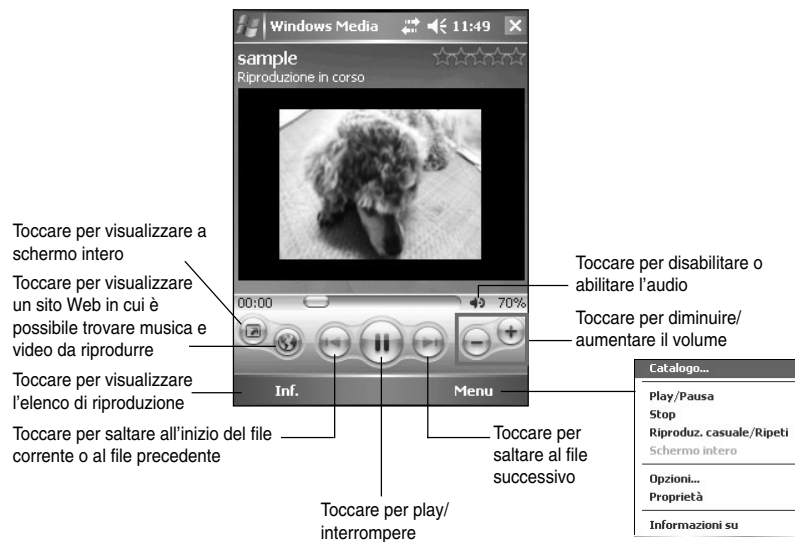 Windows Media 11:49
sample
Riproduzione in corso
00:00 70%
Inf. Menu
Toccare per visualizzare a
schermo intero
Toccare per visualizzare
un sito Web in cui è
possibile trovare musica e
video da riprodurre
Toccare per visualizzare
l'elenco di riproduzione
Toccare per saltare all'inizio del file
corrente o al file precedente
Toccare per play/
interrompere
Toccare per
saltare al file
successivo
Toccare per disabilitare o
abilitare l'audio
Toccare per diminuire/
aumentare il volume
Catalogo...
Play/Pausa
Stop
Riproduz. casuale/Ripeti
Schermo intero
Opzioni...
Proprietà
Informazioni su